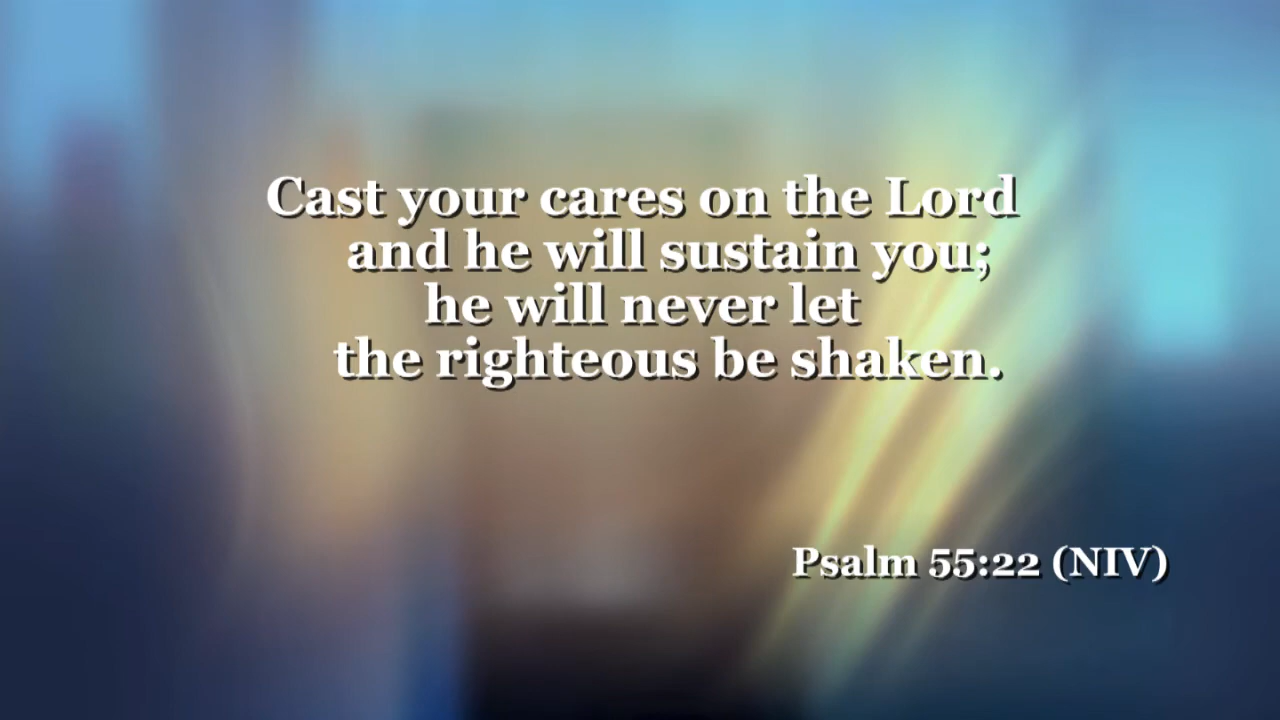 Cast your cares on the Lord
and he will sustain you;
he will never let
the righteous be shaken.
Psalm 55:22 (NIV)